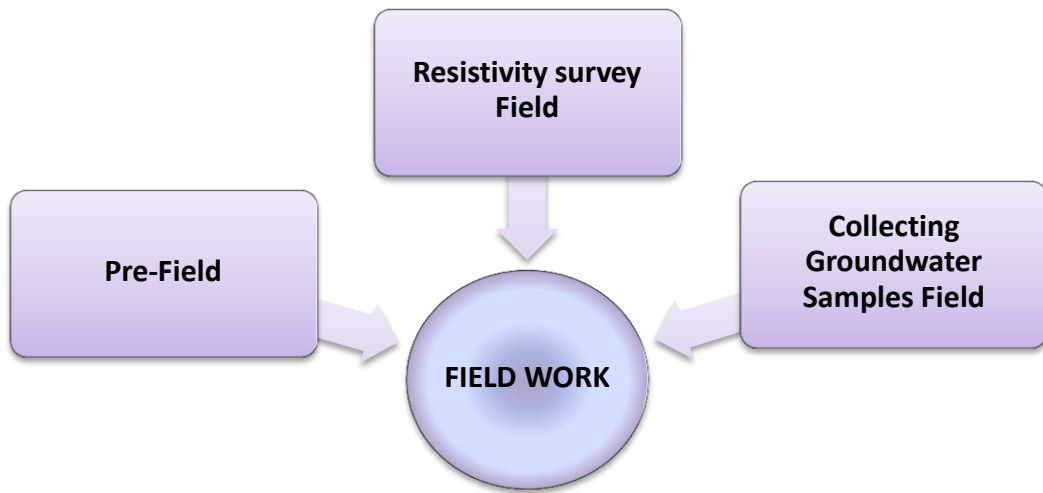 Resistivity survey
Field
Pre-Field
Collecting
Groundwater
Samples Field
FIELD WORK